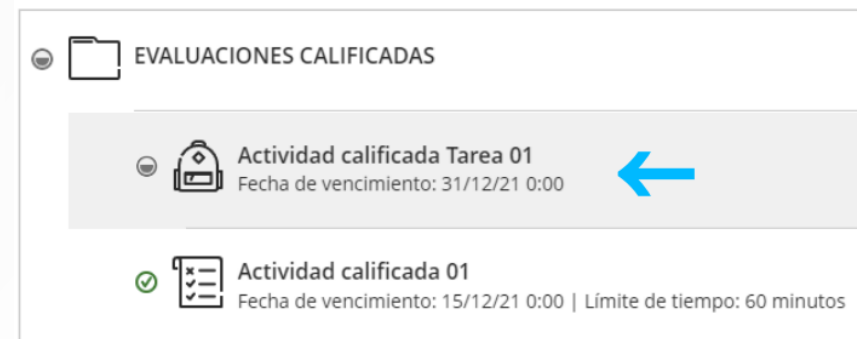 EVALUACIONES CALIFICADAS
Actividad calificada Tarea 01
Fecha de vencimiento: 31/12/21 0:00
Actividad calificada 01
Fecha de vencimiento: 15/12/21 0:00 | Límite de tiempo: 60 minutos